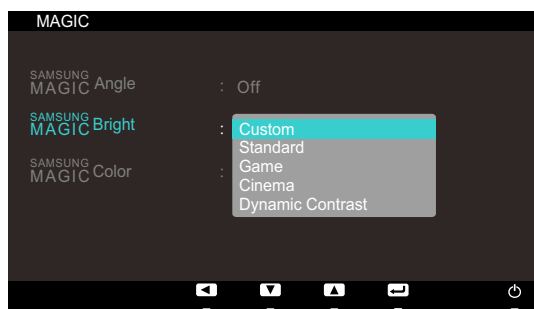 MAGIC
SAMSUNG
MAGIC Angle : Off
SAMSUNG
MAGIC Bright : Custom
Standard
Game
Cinema
Dynamic Contrast
SAMSUNG
MAGIC Color :